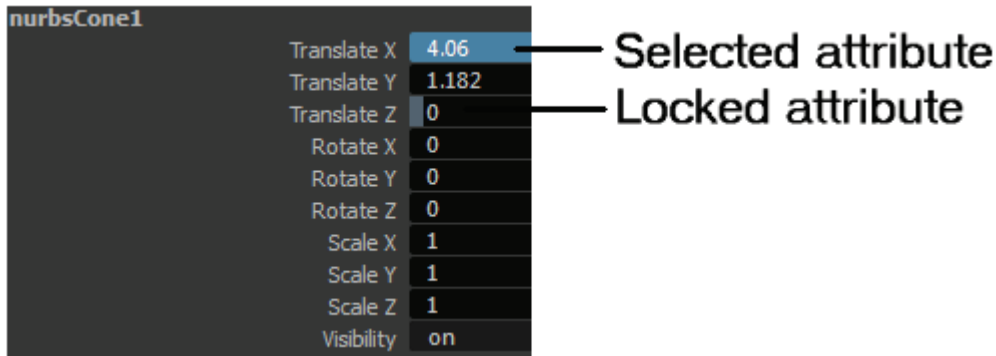 nurbsCone1
Translate X 4.06 Selected attribute
Translate Y 1.182
Translate Z 0 Locked attribute
Rotate X 0
Rotate Y 0
Rotate Z 0
Scale X 1
Scale Y 1
Scale Z 1
Visibility on